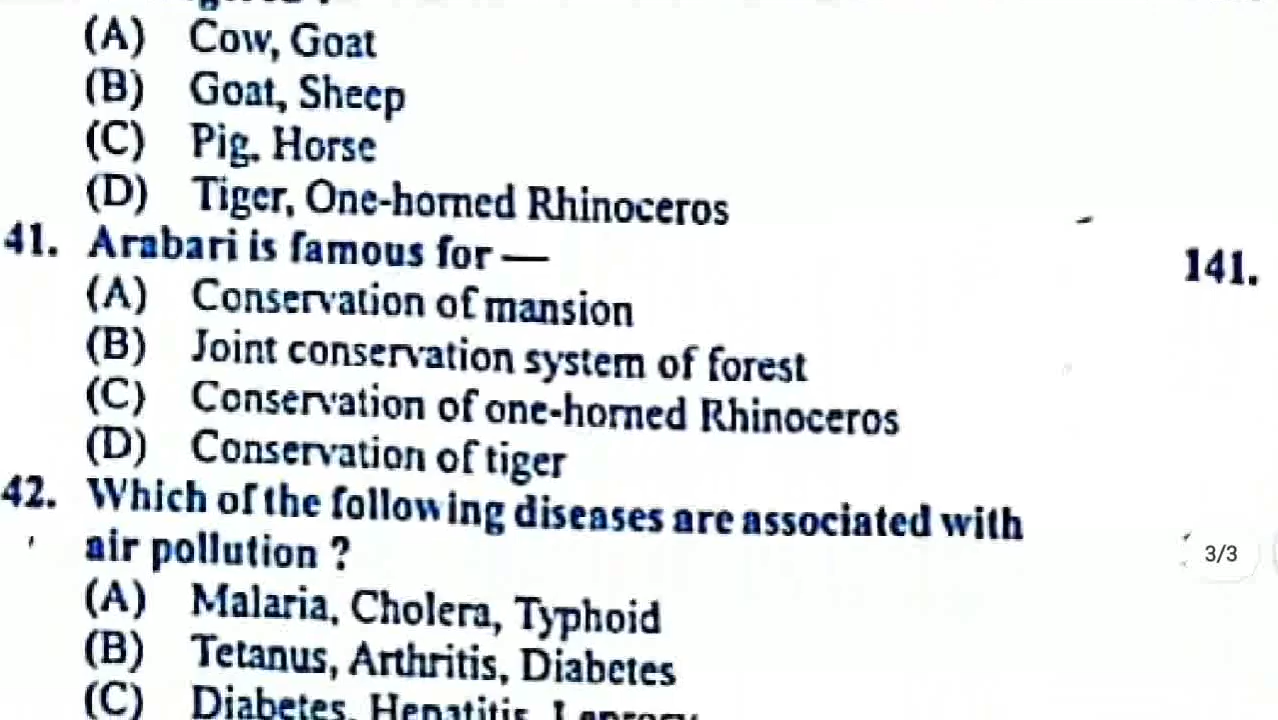 (A) Cow, Goat
(B) Goat, Sheep
(C) Pig, Horse
(D) Tiger, One-horned Rhinoceros
41. Arabari is famous for —
141.
(A) Conservation of mansion
(B) Joint conservation system of forest
(C) Conservation of one-horned Rhinoceros
(D) Conservation of tiger
42. Which of the following diseases are associated with
air pollution ?
3/3
(A) Malaria, Cholera, Typhoid
(B) Tetanus, Arthritis, Diabetes
(C) Diabetes, Hepatitis, Leprosy